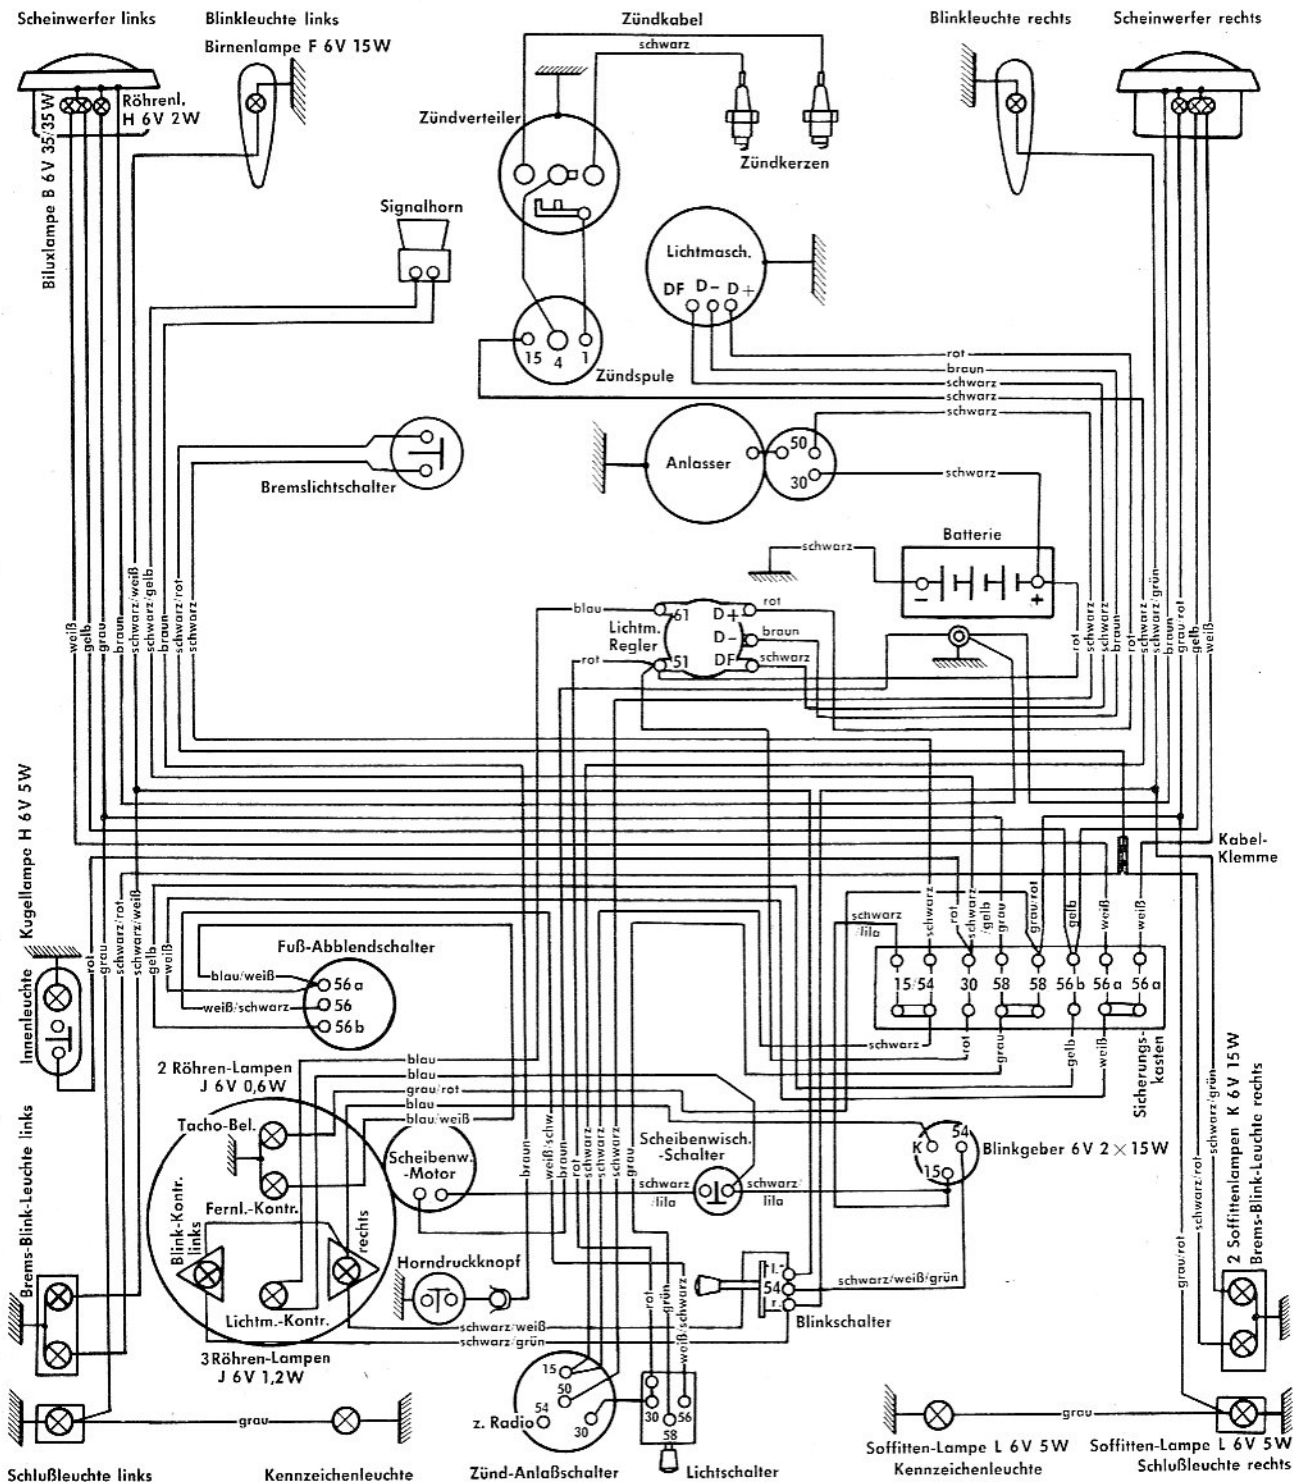 Scheinwerfer links
Blinkleuchte links
Birnenlampe F 6V 15W
Zündkabel
schwarz
Blinkleuchte rechts
Scheinwerfer rechts
Röhrenl.
H 6V 2W
Biluxlampe B 6V 35/35 W
Zündverteiler
Zündkerzen
Signalhorn
Lichtmasch.
DF D– D+
15 4 1
Zündspule
rot
braun
schwarz
schwarz
schwarz
Bremslichtschalter
Anlasser
50
30
schwarz
Batterie
schwarz
– +
blau
61
D+
rot
Lichtm.
Regler
D–
braun
rot
51
DF
schwarz
weiß
gelb
grau
braun
schwarz/weiß
schwarz/gelb
braun
schwarz/rot
schwarz
rot
schwarz
schwarz
braun
rot
schwarz
schwarz/grün
braun
grau/rot
gelb
weiß
Kugellampe H 6V 5W
Innenleuchte
Kabel-
Klemme
rot
grau
schwarz/rot
schwarz/weiß
gelb
weiß
Fuß-Abblendschalter
blau/weiß
56a
weiß/schwarz
56
56b
schwarz
/lila
schwarz
rot
schwarz
/gelb
grau
grau/rot
gelb
weiß
weiß
15/54 30 58 58 56b 56a 56a
schwarz
rot
grau
gelb
weiß
Sicherungs-
kasten
2 Röhren-Lampen
J 6V 0,6W
blau
blau
grau/rot
blau
blau/weiß
Tacho-Bel.
Fernl.-Kontr.
Blink-Kontr.
links
rechts
Lichtm.-Kontr.
3 Röhren-Lampen
J 6V 1,2W
Scheibenw.
-Motor
Scheibenwisch.
-Schalter
schwarz
/lila
schwarz/
lila
K
54
15
Blinkgeber 6V 2×15W
braun
weiß/schw.
braun
rot
schwarz
schwarz
schwarz
grau
Horndruckknopf
schwarz/weiß
schwarz/grün
rot
grün
weiß/schwarz
l.
54
r.
schwarz/weiß/grün
Blinkschalter
Brems-Blink-Leuchte links
schwarz/grün
schwarz/rot
grau/rot
2 Soffittenlampen K 6V 15W
Brems-Blink-Leuchte rechts
15
50
54
z. Radio
30
30
56
58
grau
grau
Schlußleuchte links
Kennzeichenleuchte
Zünd-Anlaßschalter
Lichtschalter
Soffitten-Lampe L 6V 5W
Kennzeichenleuchte
Soffitten-Lampe L 6V 5W
Schlußleuchte rechts